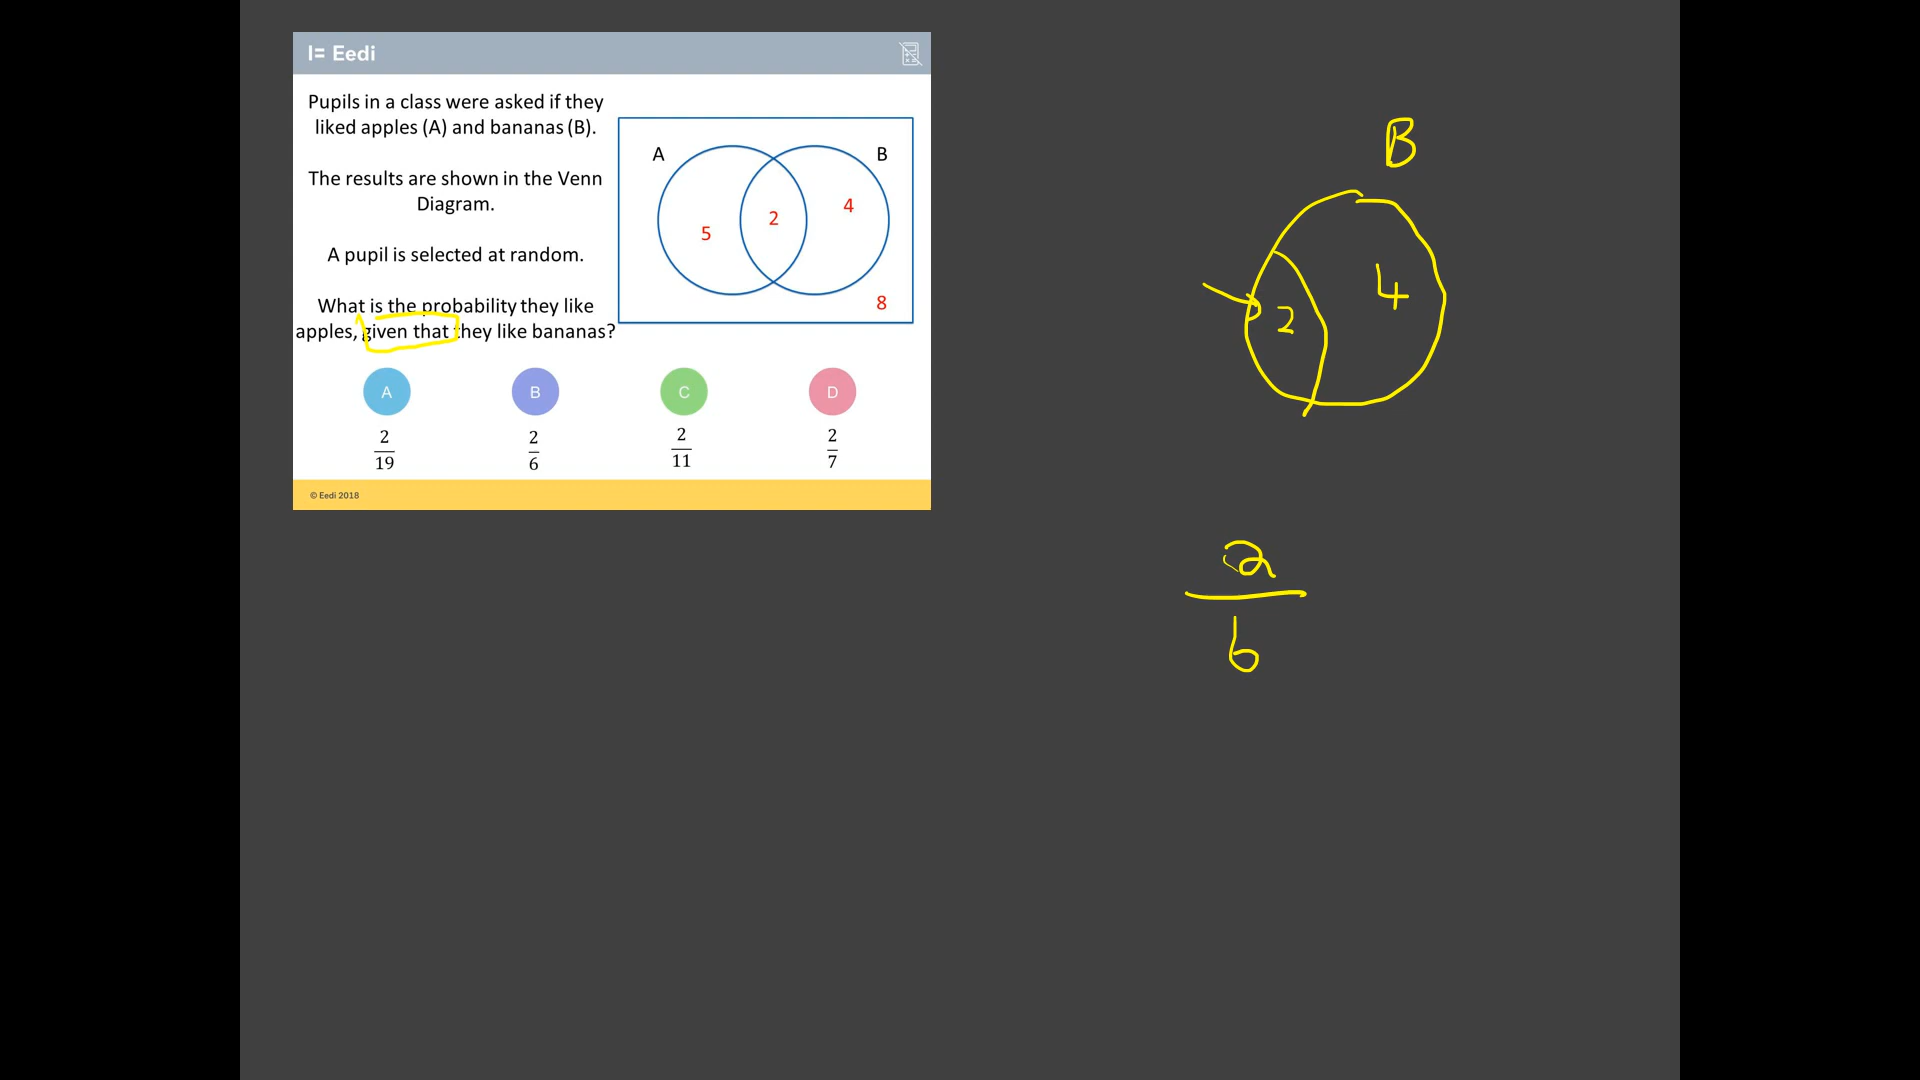 Eedi
Pupils in a class were asked if they
liked apples (A) and bananas (B).
The results are shown in the Venn
Diagram.
A pupil is selected at random.
What is the probability they like
apples, given that they like bananas?
A
B
5
2
4
8
A
B
C
D
2
19
2
6
2
11
2
7
© Eedi 2018
B
2
4
2
6